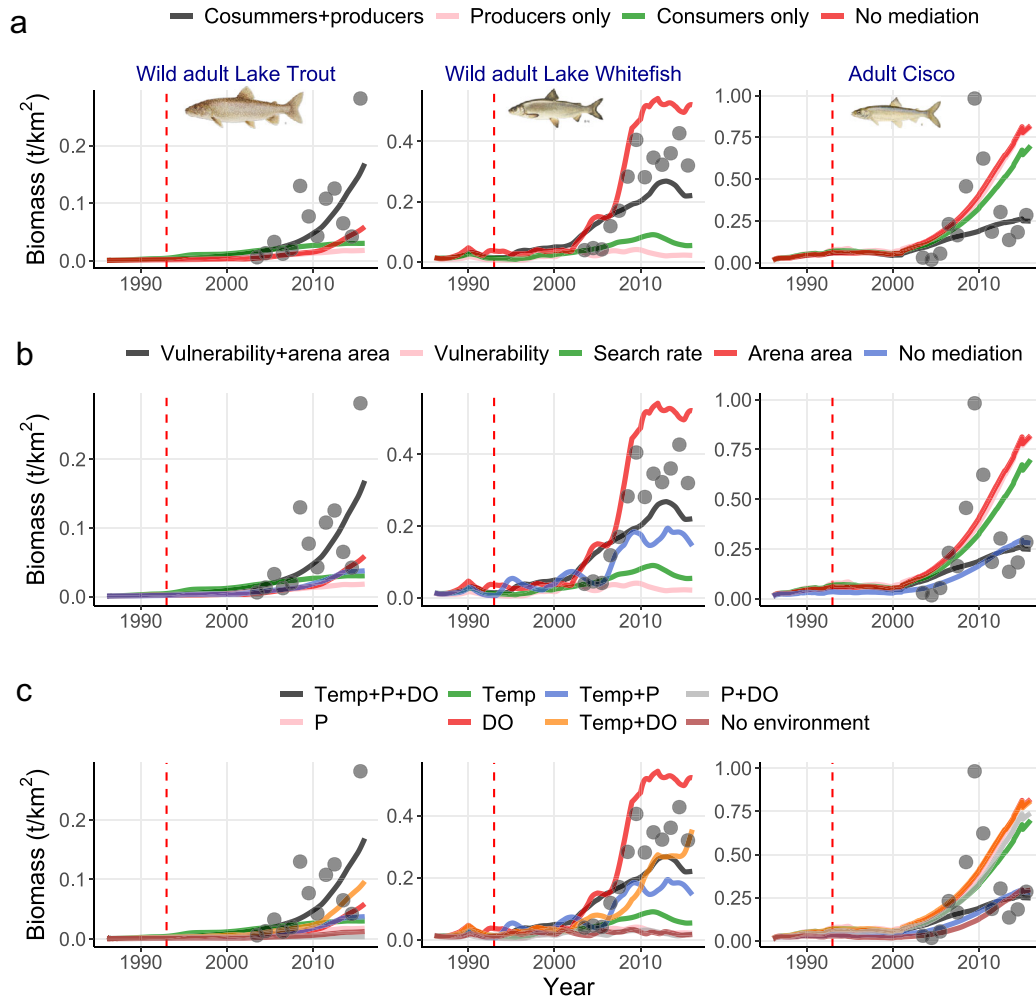 a
Cosummers+producers Producers only Consumers only No mediation
Wild adult Lake Trout Wild adult Lake Whitefish Adult Cisco
Biomass (t/km²)
0.2
0.1
0.0
0.4
0.2
0.0
1.00
0.75
0.50
0.25
0.00
1990 2000 2010 1990 2000 2010 1990 2000 2010
b
Vulnerability+arena area Vulnerability Search rate Arena area No mediation
Biomass (t/km²)
0.2
0.1
0.0
0.4
0.2
0.0
1.00
0.75
0.50
0.25
0.00
1990 2000 2010 1990 2000 2010 1990 2000 2010
c
Temp+P+DO Temp Temp+P P+DO
P DO Temp+DO No environment
Biomass (t/km²)
0.2
0.1
0.0
0.4
0.2
0.0
1.00
0.75
0.50
0.25
0.00
1990 2000 2010 1990 2000 2010 1990 2000 2010
Year